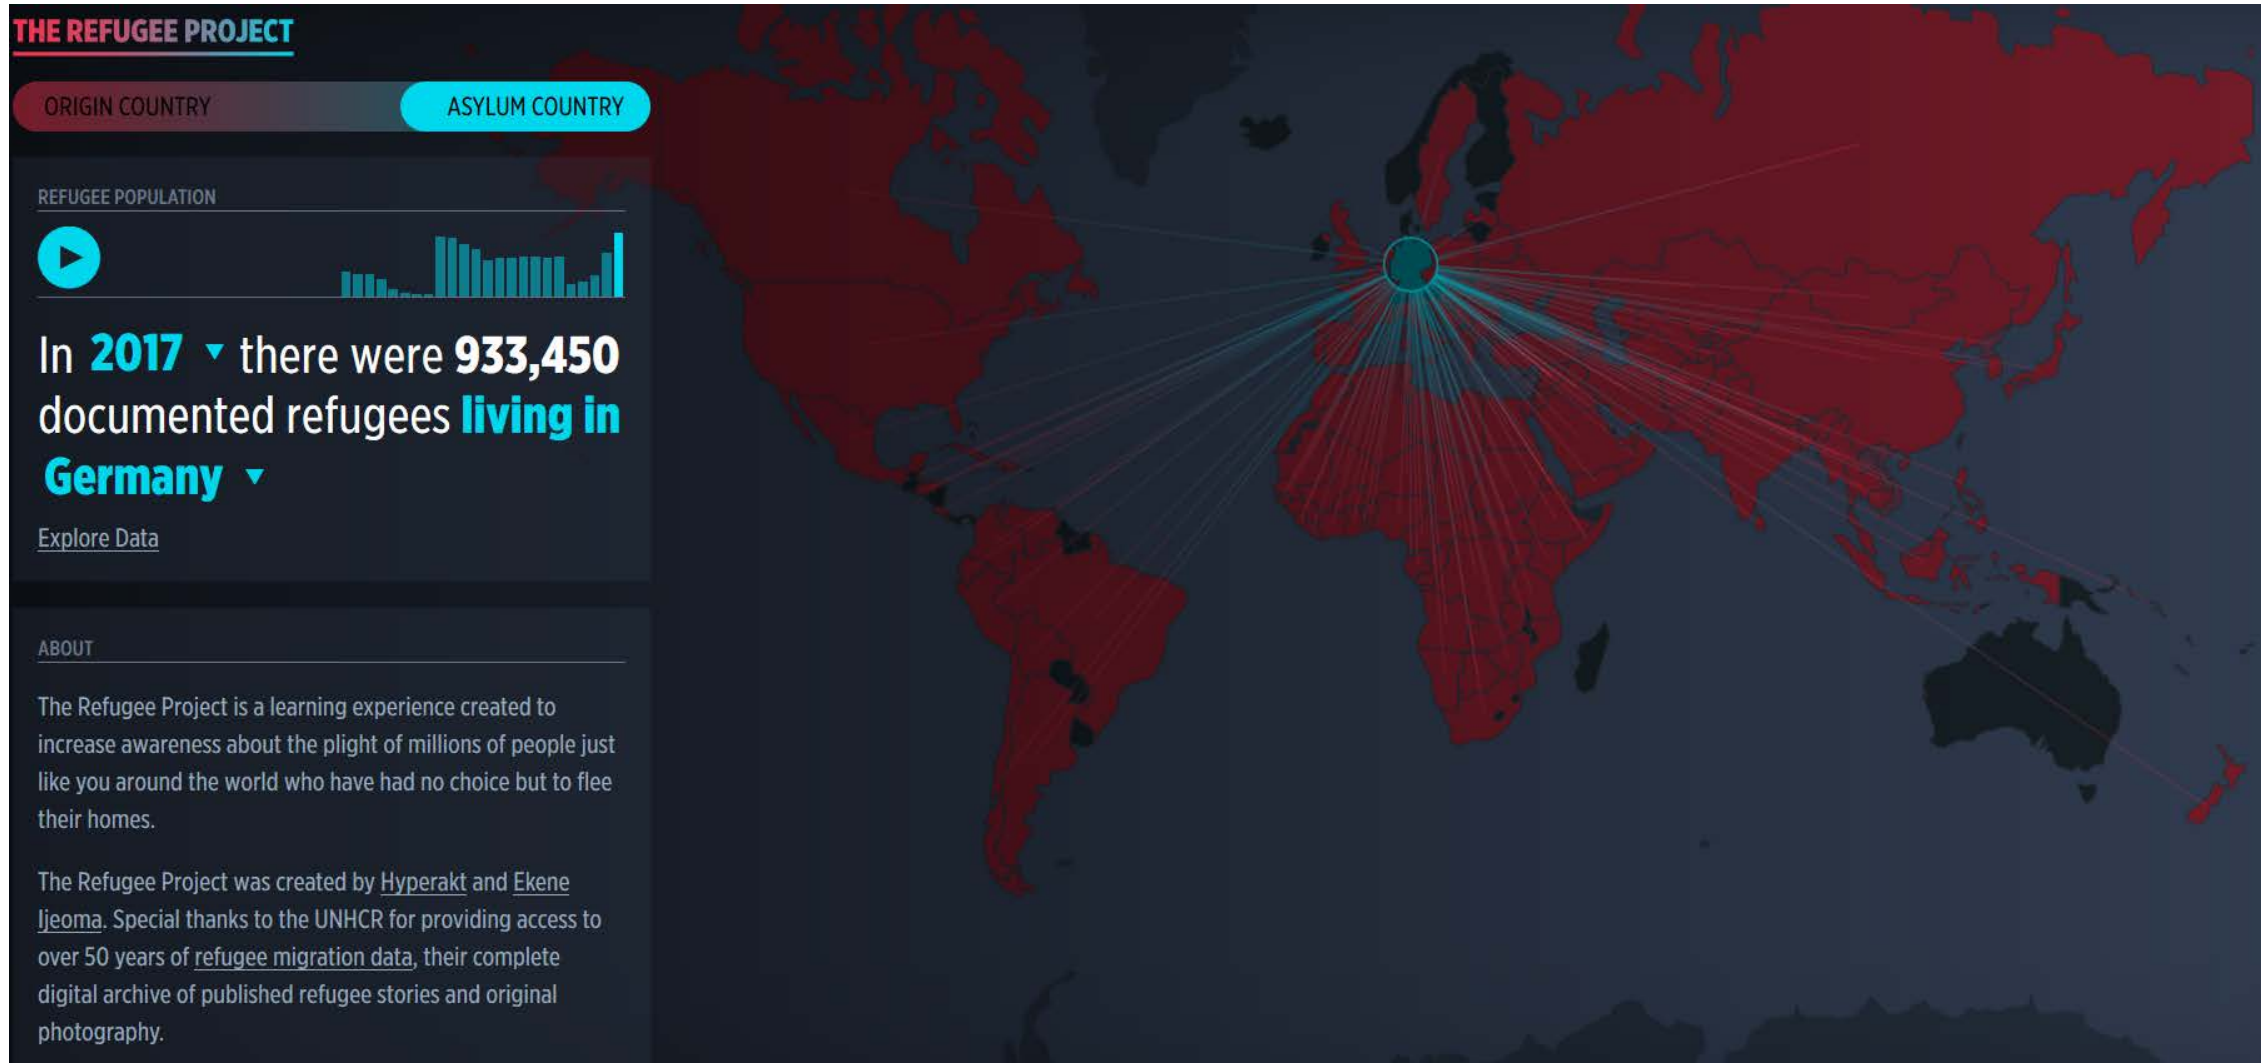 THE REFUGEE PROJECT
ORIGIN COUNTRY
ASYLUM COUNTRY
REFUGEE POPULATION
In 2017 ▼ there were 933,450
documented refugees living in
Germany ▼
Explore Data
ABOUT
The Refugee Project is a learning experience created to
increase awareness about the plight of millions of people just
like you around the world who have had no choice but to flee
their homes.
The Refugee Project was created by Hyperakt and Ekene
Ijeoma. Special thanks to the UNHCR for providing access to
over 50 years of refugee migration data, their complete
digital archive of published refugee stories and original
photography.